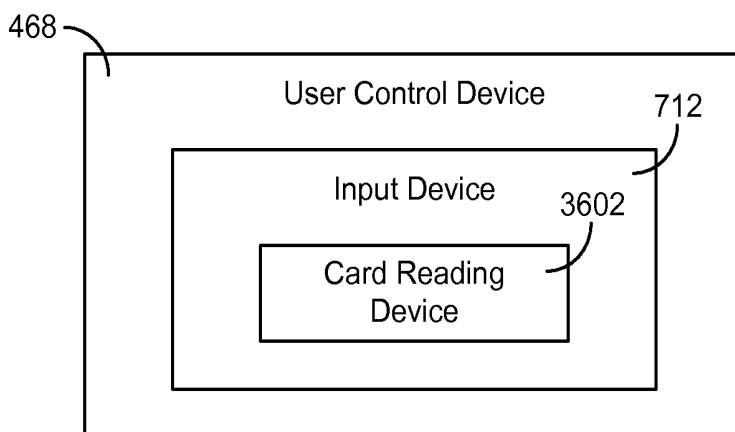 468
User Control Device
712
Input Device
3602
Card Reading
Device